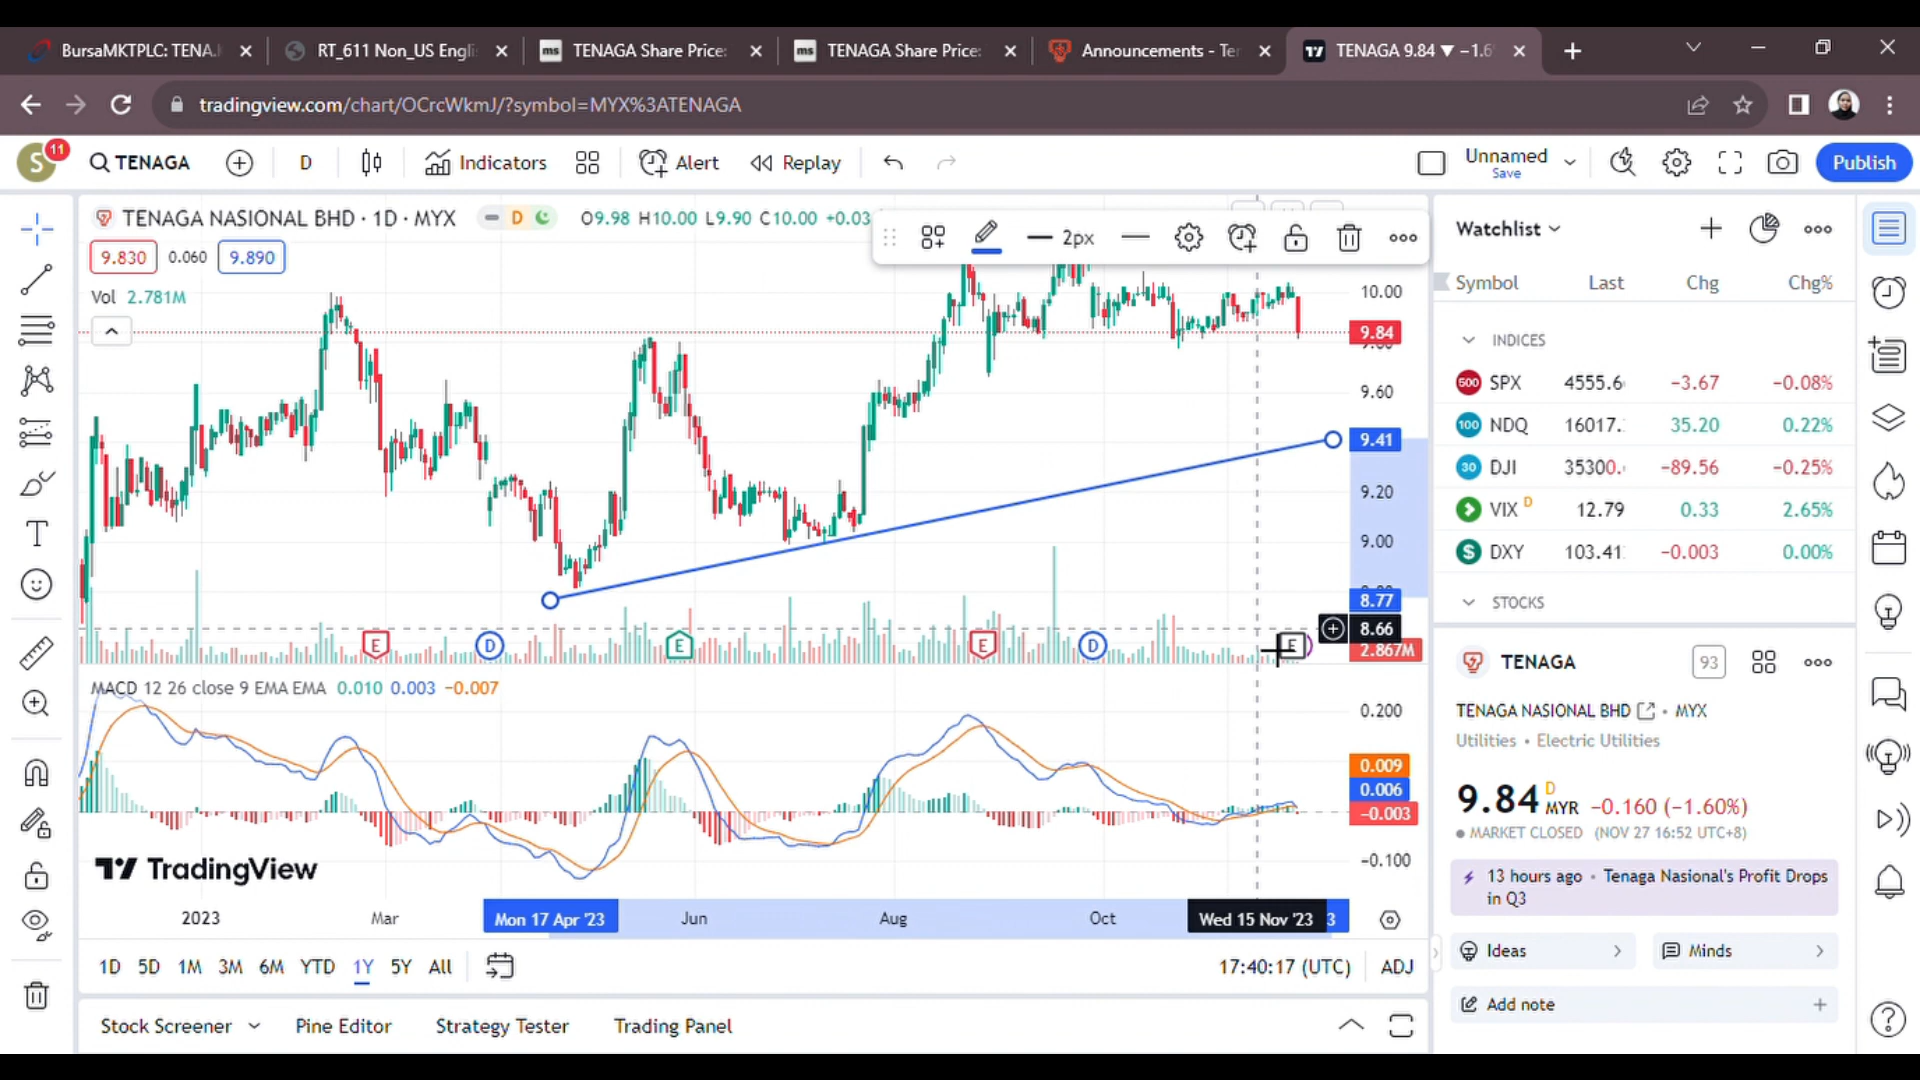 BursaMKTPLC: TENA
RT_611 Non_US Engli
ms TENAGA Share Price:
ms TENAGA Share Price:
Announcements - Ter
TENAGA 9.84 ▼ −1.6
tradingview.com/chart/OCrcWkmJ/?symbol=MYX%3ATENAGA
S 11 TENAGA D Indicators Alert Replay Unnamed Publish
Save
TENAGA NASIONAL BHD · 1D · MYX D O9.98 H10.00 L9.90 C10.00 +0.03
2px
9.830 0.060 9.890
Vol 2.781M
10.00
9.84
9.60
9.41
9.20
9.00
8.77
8.66
2.867M
E D E E D E
MACD 12 26 close 9 EMA EMA 0.010 0.003 −0.007
0.200
0.009
0.006
−0.003
−0.100
TradingView
2023 Mar Mon 17 Apr '23 Jun Aug Oct Wed 15 Nov '23 3
1D 5D 1M 3M 6M YTD 1Y 5Y All 17:40:17 (UTC) ADJ
Stock Screener Pine Editor Strategy Tester Trading Panel
Watchlist
Symbol Last Chg Chg%
INDICES
500 SPX 4555.6 −3.67 −0.08%
100 NDQ 16017. 35.20 0.22%
30 DJI 35300. −89.56 −0.25%
VIX D 12.79 0.33 2.65%
S DXY 103.41 −0.003 0.00%
STOCKS
TENAGA 93
TENAGA NASIONAL BHD • MYX
Utilities • Electric Utilities
9.84 D MYR −0.160 (−1.60%)
MARKET CLOSED (NOV 27 16:52 UTC+8)
13 hours ago • Tenaga Nasional's Profit Drops
in Q3
Ideas Minds
Add note